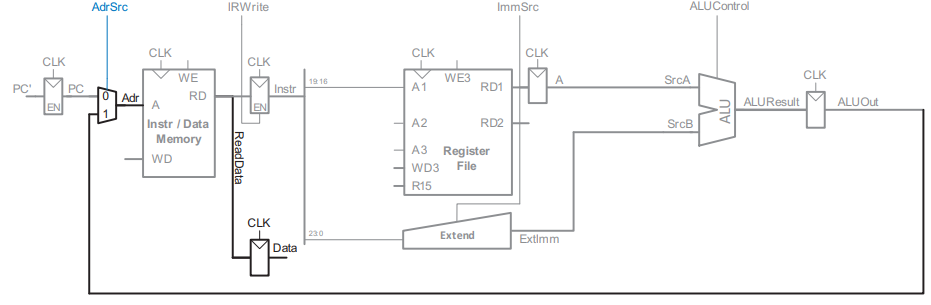 AdrSrc
IRWrite
ImmSrc
ALUControl
CLK
CLK
CLK
CLK
CLK
CLK
PC'
PC
EN
0
1
Adr
WE
A
RD
Instr / Data
Memory
WD
EN
Instr
19:16
A1
WE3
RD1
A
SrcA
A2
RD2
A3
WD3
R15
Register
File
SrcB
ALU
ALUResult
ALUOut
ReadData
CLK
Data
23:0
Extend
ExtImm